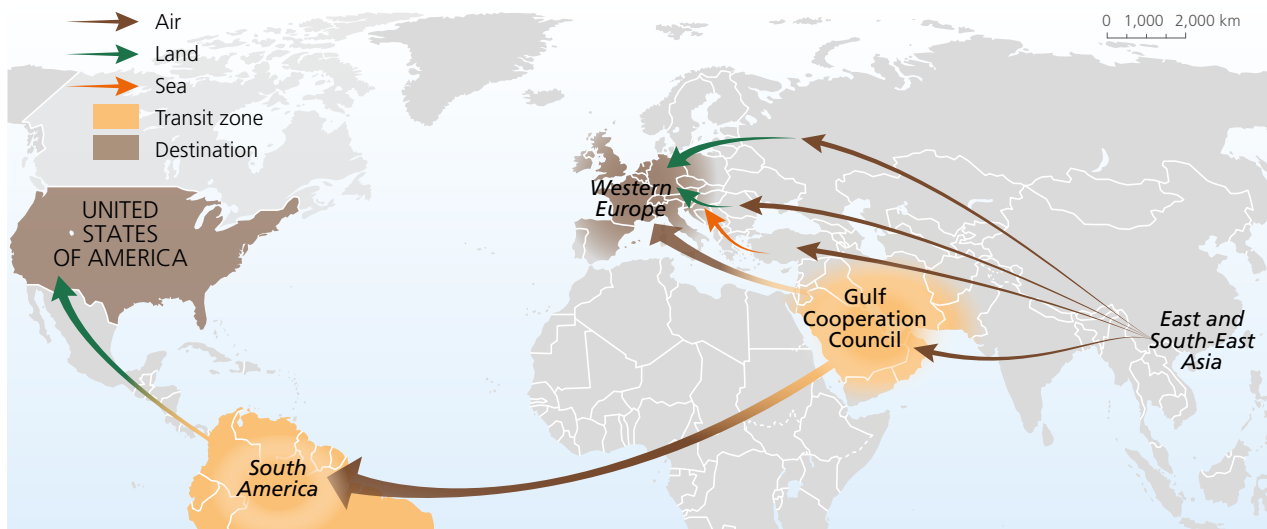 Air
Land
Sea
Transit zone
Destination
0 1,000 2,000 km
UNITED
STATES
OF AMERICA
Western
Europe
Gulf
Cooperation
Council
East and
South-East
Asia
South
America